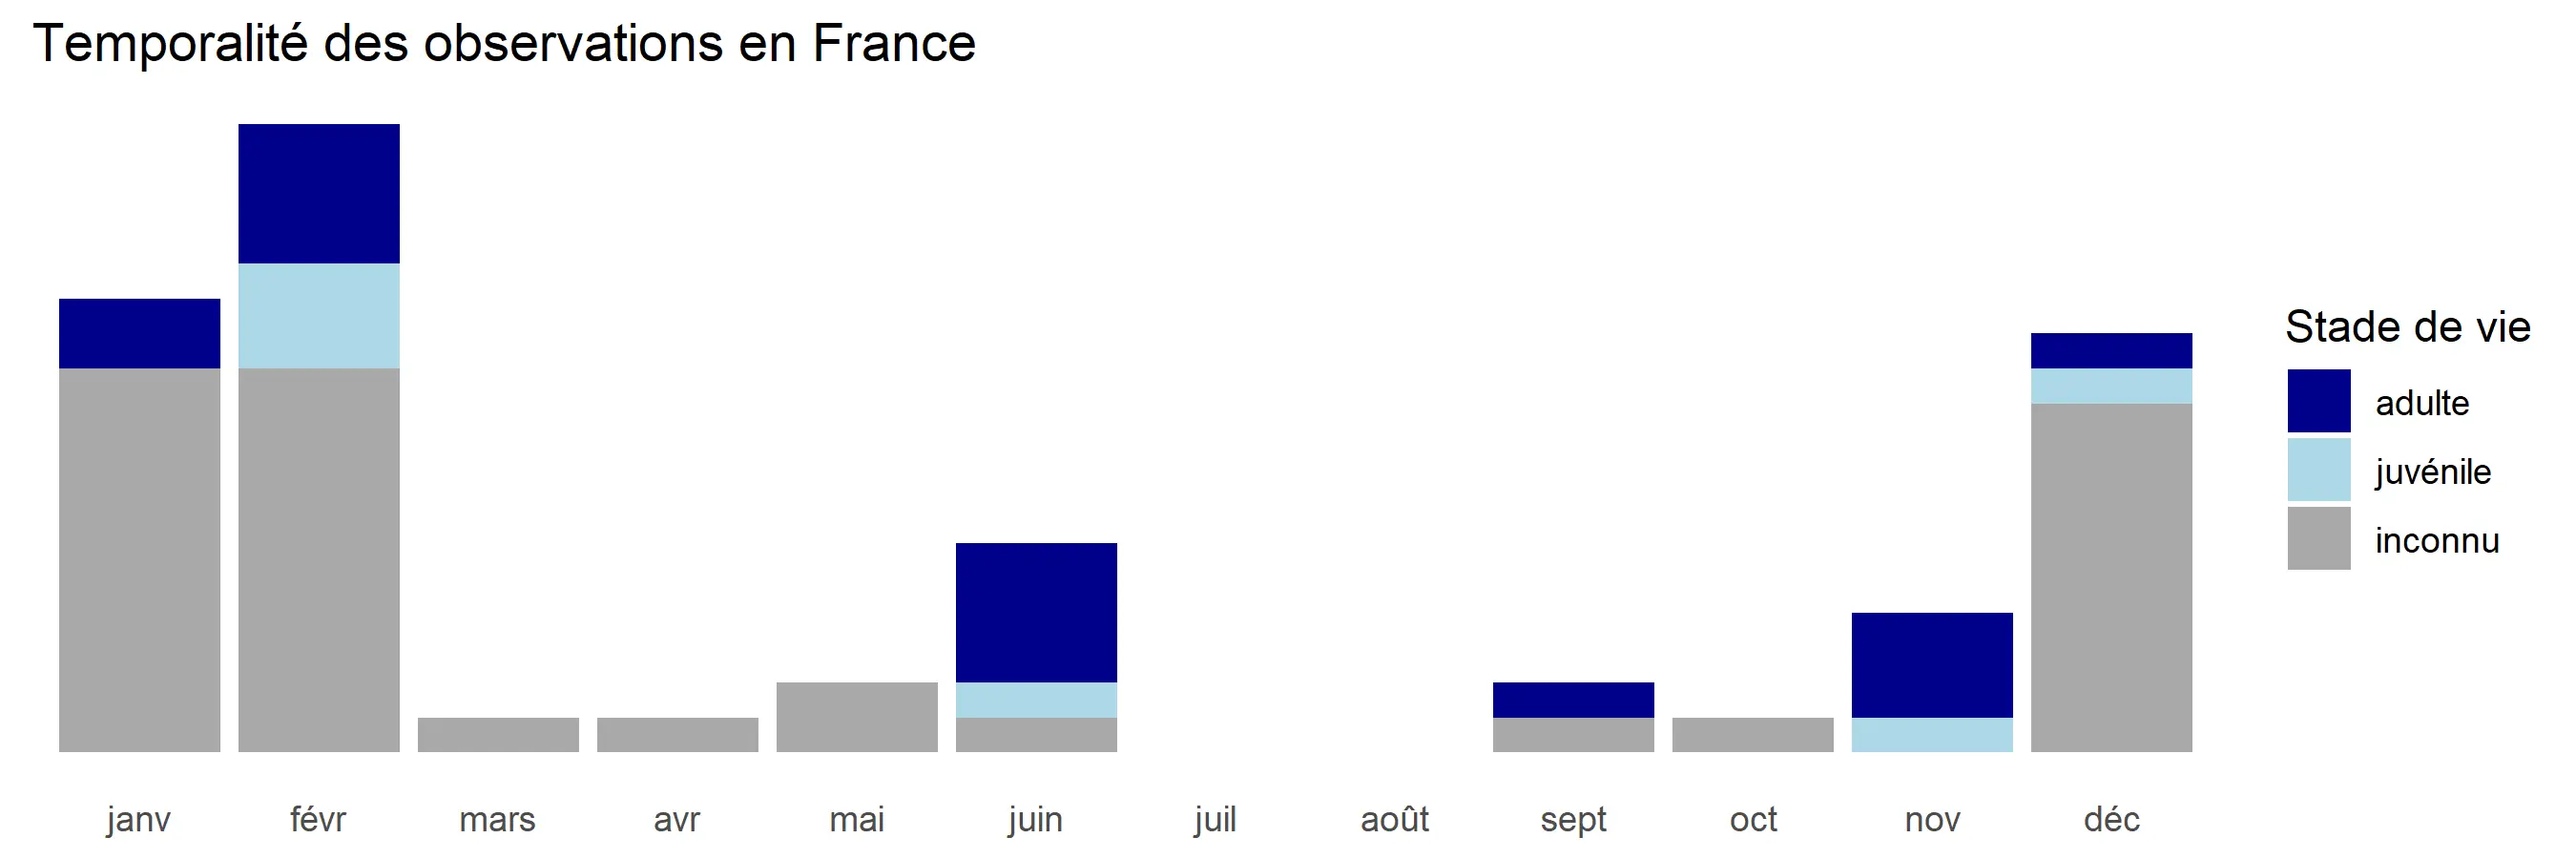 Temporalité des observations en France
Stade de vie
adulte
juvénile
inconnu
janv févr mars avr mai juin juil août sept oct nov déc